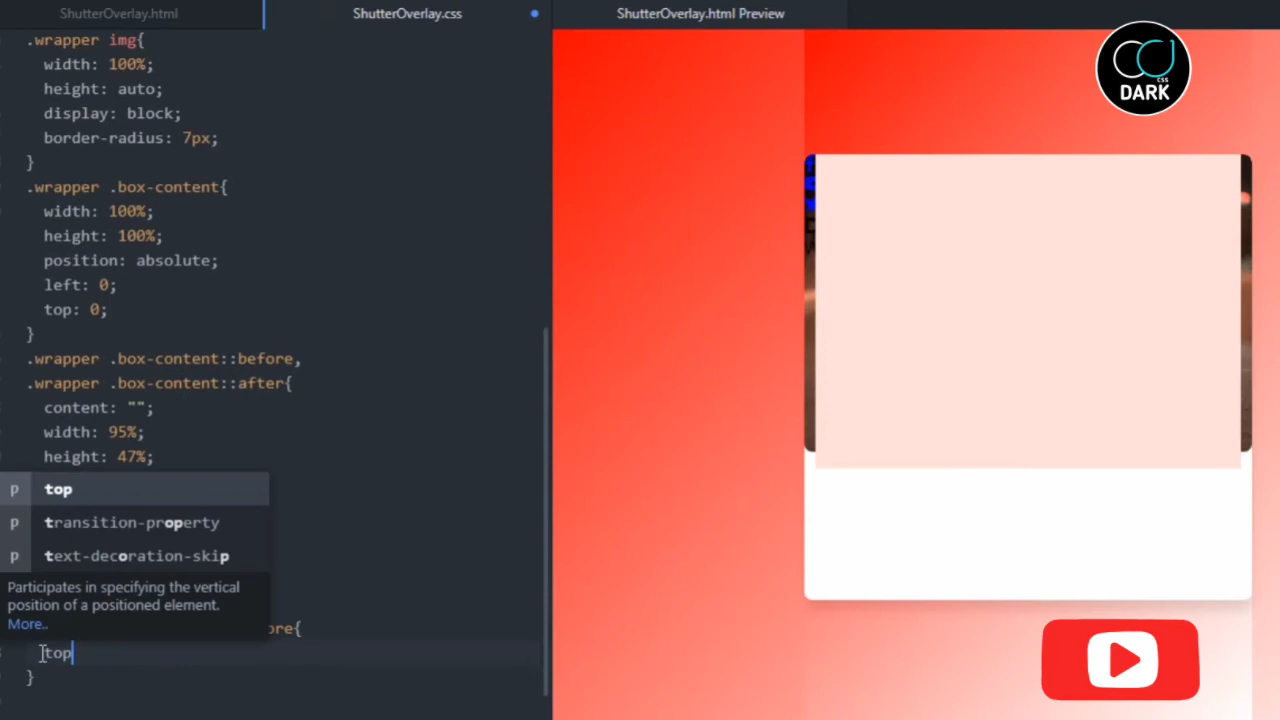 ShutterOverlay.html
ShutterOverlay.css
ShutterOverlay.html Preview
.wrapper img{
width: 100%;
height: auto;
display: block;
border-radius: 7px;
}
.wrapper .box-content{
width: 100%;
height: 100%;
position: absolute;
left: 0;
top: 0;
}
.wrapper .box-content::before,
.wrapper .box-content::after{
content: "";
width: 95%;
height: 47%;
p top
p transition-property
p text-decoration-skip
Participates in specifying the vertical
position of a positioned element.
More..
ore{
top
}
CSS
DARK